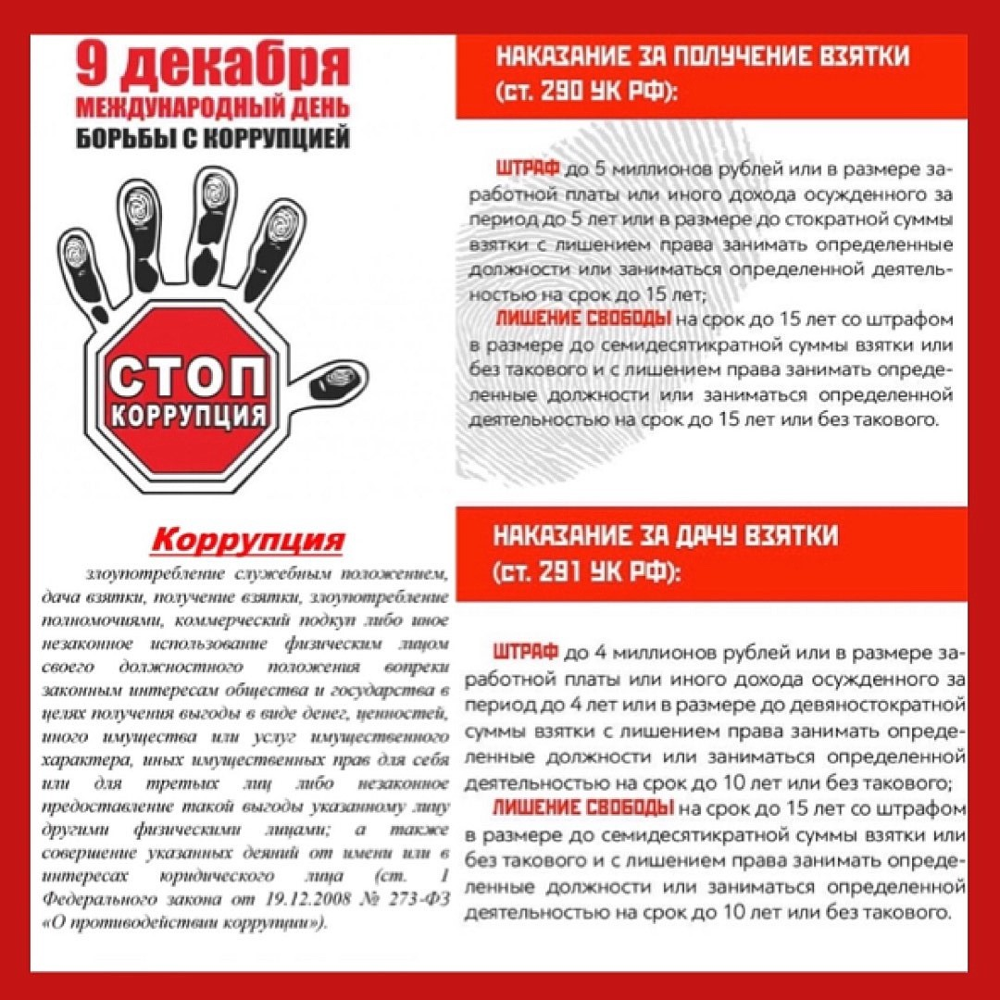 9 декабря
МЕЖДУНАРОДНЫЙ ДЕНЬ
БОРЬБЫ С КОРРУПЦИЕЙ
СТОП
КОРРУПЦИЯ
Коррупция
злоупотребление служебным положением,
дача взятки, получение взятки, злоупотребление
полномочиями, коммерческий подкуп либо иное
незаконное использование физическим лицом
своего должностного положения вопреки
законным интересам общества и государства в
целях получения выгоды в виде денег, ценностей,
иного имущества или услуг имущественного
характера, иных имущественных прав для себя
или для третьих лиц либо незаконное
предоставление такой выгоды указанному лицу
другими физическими лицами; а также
совершение указанных деяний от имени или в
интересах юридического лица (ст. 1
Федерального закона от 19.12.2008 № 273-ФЗ
«О противодействии коррупции»).
НАКАЗАНИЕ ЗА ПОЛУЧЕНИЕ ВЗЯТКИ
(ст. 290 УК РФ):
ШТРАФ до 5 миллионов рублей или в размере за-
работной платы или иного дохода осужденного за
период до 5 лет или в размере до стократной суммы
взятки с лишением права занимать определенные
должности или заниматься определенной деятель-
ностью на срок до 15 лет;
ЛИШЕНИЕ СВОБОДЫ на срок до 15 лет со штрафом
в размере до семидесятикратной суммы взятки или
без такового и с лишением права занимать опреде-
ленные должности или заниматься определенной
деятельностью на срок до 15 лет или без такового.
НАКАЗАНИЕ ЗА ДАЧУ ВЗЯТКИ
(ст. 291 УК РФ):
ШТРАФ до 4 миллионов рублей или в размере за-
работной платы или иного дохода осужденного за
период до 4 лет или в размере до девяностократной
суммы взятки с лишением права занимать опреде-
ленные должности или заниматься определенной
деятельностью на срок до 10 лет или без такового;
ЛИШЕНИЕ СВОБОДЫ на срок до 15 лет со штрафом
в размере до семидесятикратной суммы взятки или
без такового и с лишением права занимать опреде-
ленные должности или заниматься определенной
деятельностью на срок до 10 лет или без такового.